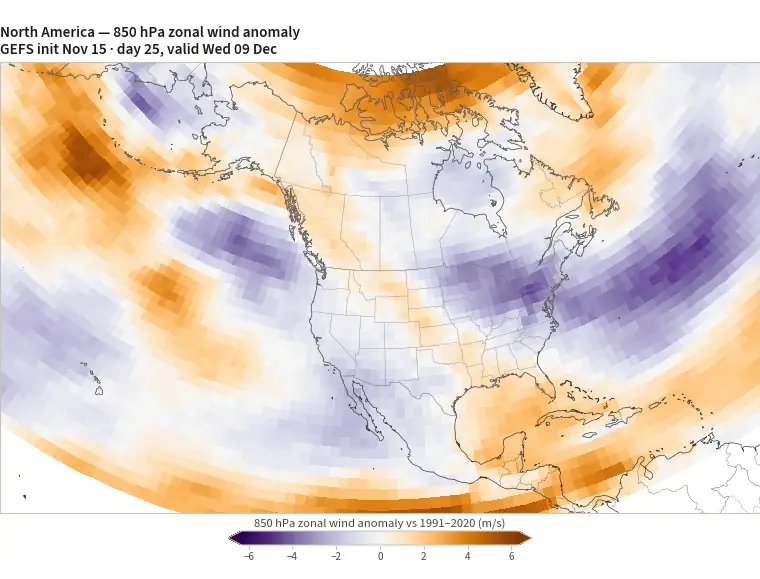 North America — 850 hPa zonal wind anomaly
GEFS init Nov 15 · day 25, valid Wed 09 Dec
850 hPa zonal wind anomaly vs 1991–2020 (m/s)
−6 −4 −2 0 2 4 6